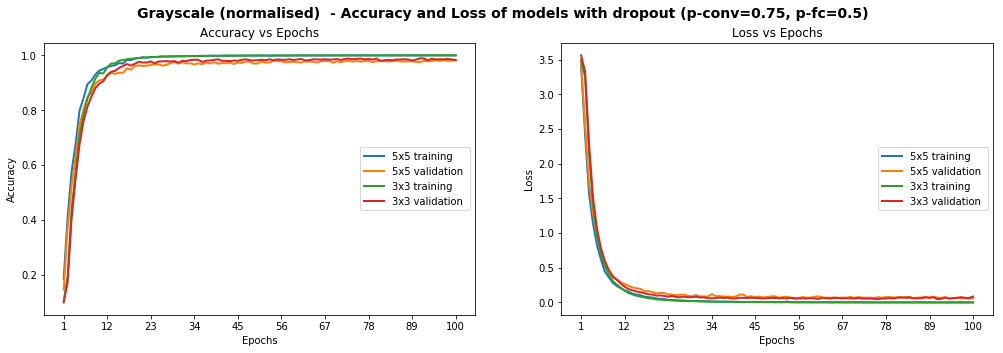 Grayscale (normalised)  - Accuracy and Loss of models with dropout (p-conv=0.75, p-fc=0.5)
Accuracy vs Epochs
1.0
0.8
0.6
0.4
0.2
Accuracy
1 12 23 34 45 56 67 78 89 100
Epochs
5x5 training
5x5 validation
3x3 training
3x3 validation
Loss vs Epochs
3.5
3.0
2.5
2.0
1.5
1.0
0.5
0.0
Loss
1 12 23 34 45 56 67 78 89 100
Epochs
5x5 training
5x5 validation
3x3 training
3x3 validation